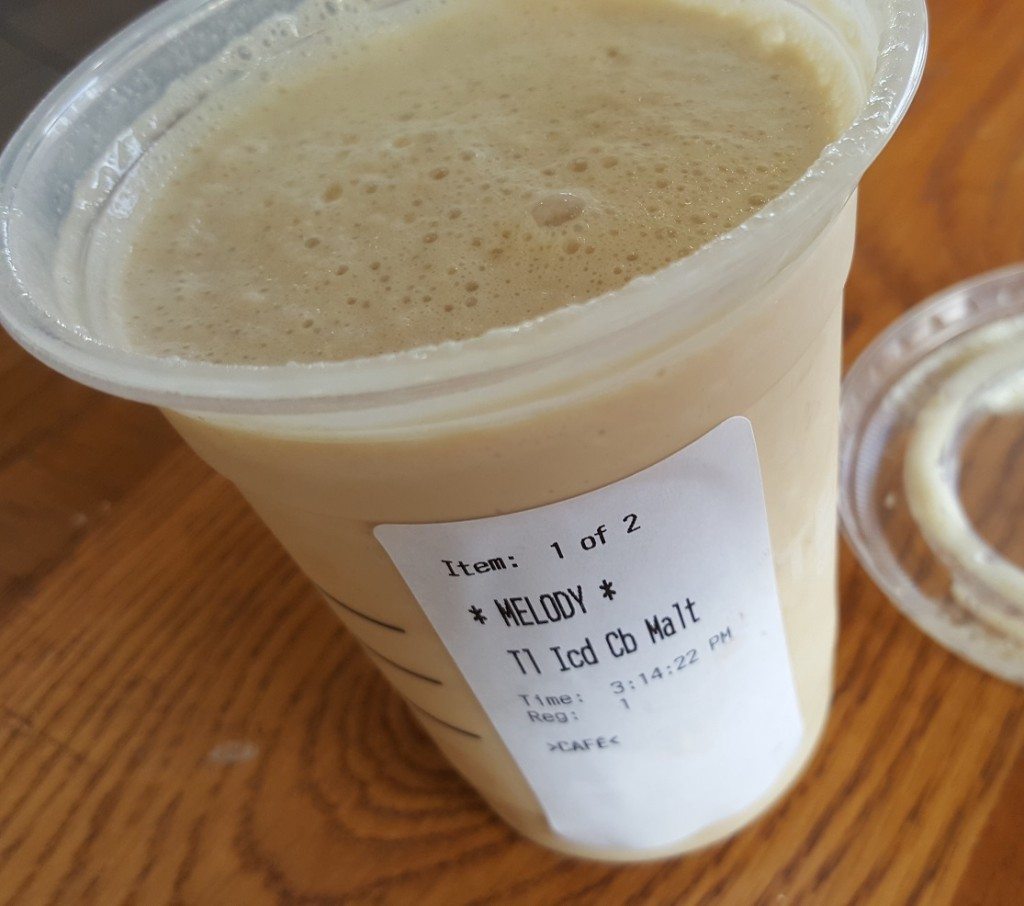 Item: 1 of 2
* MELODY *
Tl Icd Cb Malt
Time: 3:14:22 PM
Reg: 1
>CAFE<